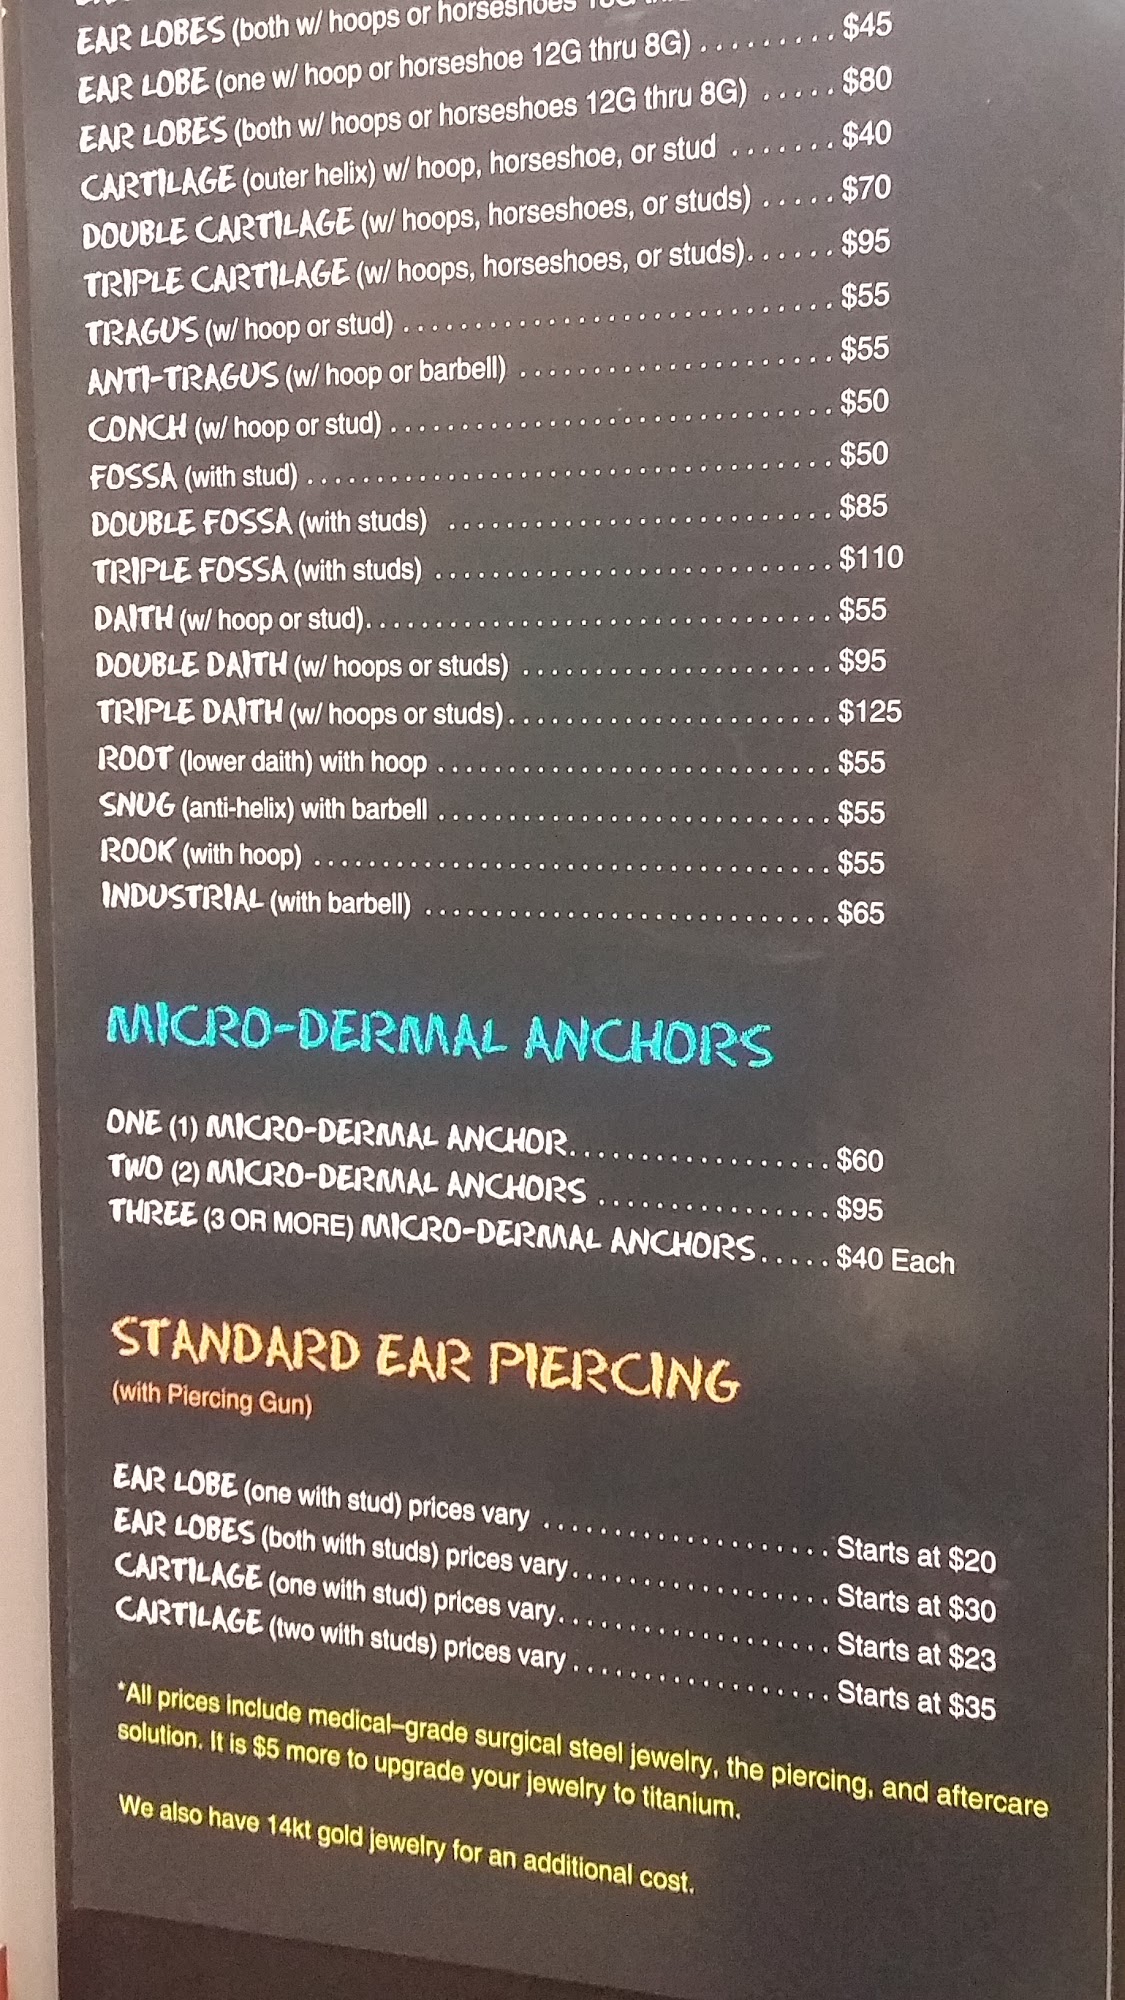 EAR LOBES (both w/ hoops or horseshoes
EAR LOBE (one w/ hoop or horseshoe 12G thru 8G) . . . . . . . . . $45
EAR LOBES (both w/ hoops or horseshoes 12G thru 8G) . . . . . $80
CARTILAGE (outer helix) w/ hoop, horseshoe, or stud . . . . . . . $40
DOUBLE CARTILAGE (w/ hoops, horseshoes, or studs) . . . . . $70
TRIPLE CARTILAGE (w/ hoops, horseshoes, or studs). . . . . . $95
TRAGUS (w/ hoop or stud) . . . . . . . . . . . . . . . . . . . . . . . . . . . . . $55
ANTI-TRAGUS (w/ hoop or barbell) . . . . . . . . . . . . . . . . . . . . . $55
CONCH (w/ hoop or stud) . . . . . . . . . . . . . . . . . . . . . . . . . . . . . $50
FOSSA (with stud) . . . . . . . . . . . . . . . . . . . . . . . . . . . . . . . . . . . $50
DOUBLE FOSSA (with studs) . . . . . . . . . . . . . . . . . . . . . . . . . . $85
TRIPLE FOSSA (with studs) . . . . . . . . . . . . . . . . . . . . . . . . . . . $110
DAITH (w/ hoop or stud). . . . . . . . . . . . . . . . . . . . . . . . . . . . . . . $55
DOUBLE DAITH (w/ hoops or studs) . . . . . . . . . . . . . . . . . . . . . $95
TRIPLE DAITH (w/ hoops or studs). . . . . . . . . . . . . . . . . . . . . . $125
ROOT (lower daith) with hoop . . . . . . . . . . . . . . . . . . . . . . . . . . $55
SNUG (anti-helix) with barbell . . . . . . . . . . . . . . . . . . . . . . . . . . $55
ROOK (with hoop) . . . . . . . . . . . . . . . . . . . . . . . . . . . . . . . . . . . $55
INDUSTRIAL (with barbell) . . . . . . . . . . . . . . . . . . . . . . . . . . . . $65
MICRO-DERMAL ANCHORS
ONE (1) MICRO-DERMAL ANCHOR. . . . . . . . . . . . . . . . . . . $60
TWO (2) MICRO-DERMAL ANCHORS . . . . . . . . . . . . . . . . . $95
THREE (3 OR MORE) MICRO-DERMAL ANCHORS. . . . . $40 Each
STANDARD EAR PIERCING
(with Piercing Gun)
EAR LOBE (one with stud) prices vary . . . . . . . . . . . . . . . . . . . . Starts at $20
EAR LOBES (both with studs) prices vary. . . . . . . . . . . . . . . . . . Starts at $30
CARTILAGE (one with stud) prices vary. . . . . . . . . . . . . . . . . . . Starts at $23
CARTILAGE (two with studs) prices vary . . . . . . . . . . . . . . . . . . Starts at $35
*All prices include medical–grade surgical steel jewelry, the piercing, and aftercare
solution. It is $5 more to upgrade your jewelry to titanium.
We also have 14kt gold jewelry for an additional cost.